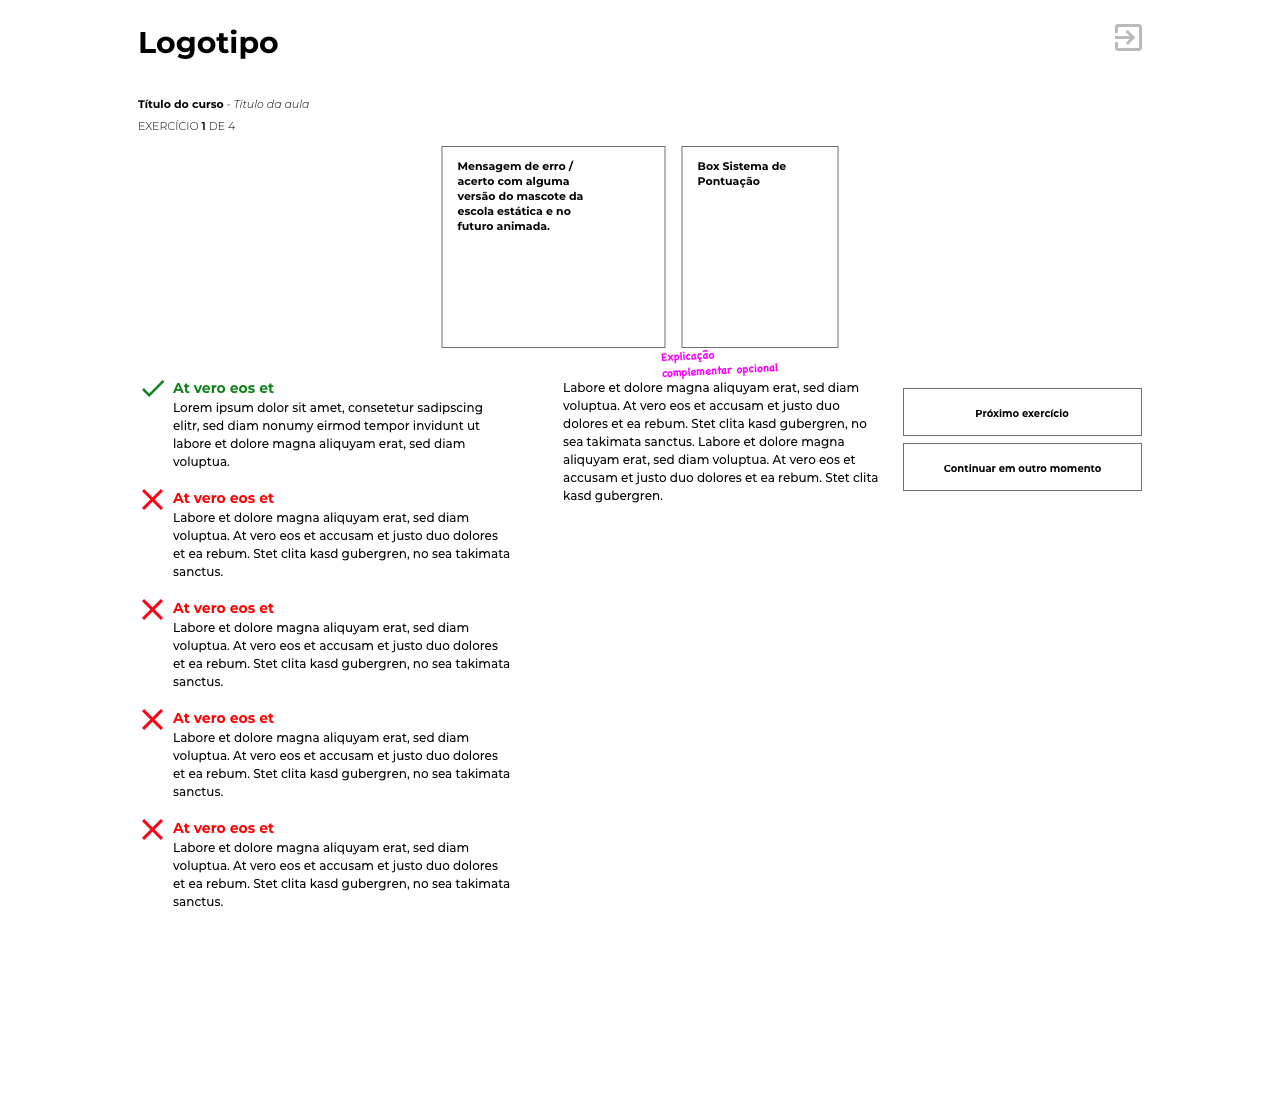 Logotipo
Título do curso - Título da aula
EXERCÍCIO 1 DE 4
Mensagem de erro /
acerto com alguma
versão do mascote da
escola estática e no
futuro animada.
Box Sistema de
Pontuação
At vero eos et
Lorem ipsum dolor sit amet, consetetur sadipscing
elitr, sed diam nonumy eirmod tempor invidunt ut
labore et dolore magna aliquyam erat, sed diam
voluptua.
At vero eos et
Labore et dolore magna aliquyam erat, sed diam
voluptua. At vero eos et accusam et justo duo dolores
et ea rebum. Stet clita kasd gubergren, no sea takimata
sanctus.
At vero eos et
Labore et dolore magna aliquyam erat, sed diam
voluptua. At vero eos et accusam et justo duo dolores
et ea rebum. Stet clita kasd gubergren, no sea takimata
sanctus.
At vero eos et
Labore et dolore magna aliquyam erat, sed diam
voluptua. At vero eos et accusam et justo duo dolores
et ea rebum. Stet clita kasd gubergren, no sea takimata
sanctus.
At vero eos et
Labore et dolore magna aliquyam erat, sed diam
voluptua. At vero eos et accusam et justo duo dolores
et ea rebum. Stet clita kasd gubergren, no sea takimata
sanctus.
Explicação
complementar opcional
Labore et dolore magna aliquyam erat, sed diam
voluptua. At vero eos et accusam et justo duo
dolores et ea rebum. Stet clita kasd gubergren, no
sea takimata sanctus. Labore et dolore magna
aliquyam erat, sed diam voluptua. At vero eos et
accusam et justo duo dolores et ea rebum. Stet clita
kasd gubergren.
Próximo exercício
Continuar em outro momento